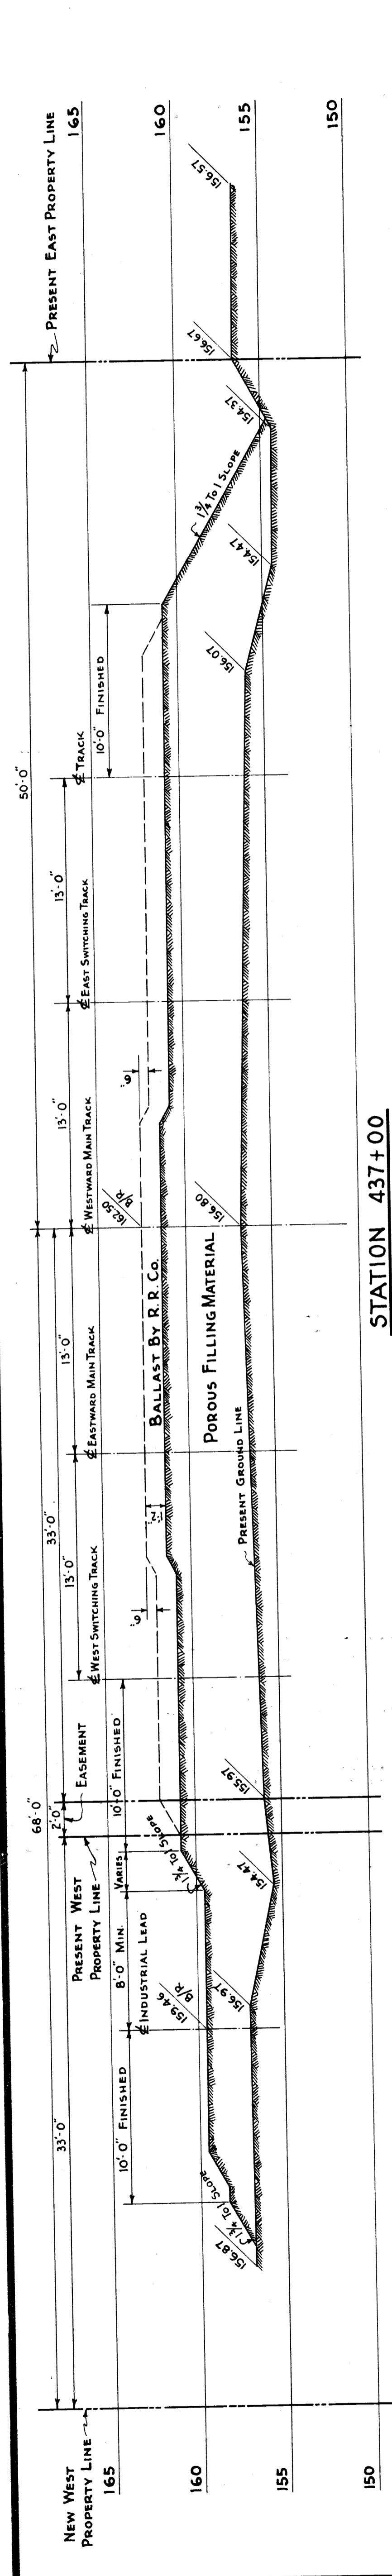 NEW WEST
PROPERTY LINE
165
160
155
150
33'-0"
68'-0"
2'-0"
33'-0"
50'-0"
PRESENT WEST
PROPERTY LINE
EASEMENT
10'-0" FINISHED
8'-0" MIN.
VARIES
10'-0" FINISHED
℄ INDUSTRIAL LEAD
159.46
B/R
1 3/4 TO 1 SLOPE
1 3/4 TO 1 SLOPE
156.87
156.97
154.47
155.97
13'-0"
13'-0"
13'-0"
13'-0"
℄ WEST SWITCHING TRACK
℄ EASTWARD MAIN TRACK
℄ WESTWARD MAIN TRACK
℄ EAST SWITCHING TRACK
℄ TRACK
10'-0" FINISHED
6"
1'-2"
162.50
B/R
6"
BALLAST BY R.R. CO.
POROUS FILLING MATERIAL
PRESENT GROUND LINE
156.80
156.07
154.47
1 3/4 TO 1 SLOPE
154.37
156.67
156.57
PRESENT EAST PROPERTY LINE
165
160
155
150
STATION 437+00